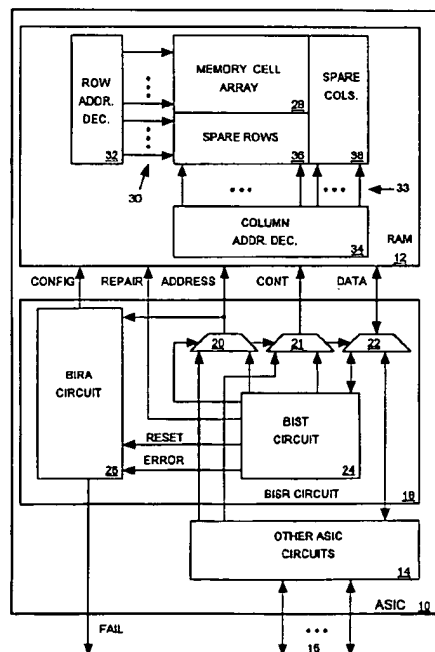 ROW
ADDR.
DEC.
32
MEMORY CELL
ARRAY
28
SPARE
COLS.
38
SPARE ROWS
36
30
33
COLUMN
ADDR. DEC.
34
RAM
12
CONFIG
REPAIR
ADDRESS
CONT
DATA
20
21
22
BIRA
CIRCUIT
26
BIST
CIRCUIT
24
RESET
ERROR
BISR CIRCUIT
18
OTHER ASIC
CIRCUITS
14
ASIC
10
FAIL
16